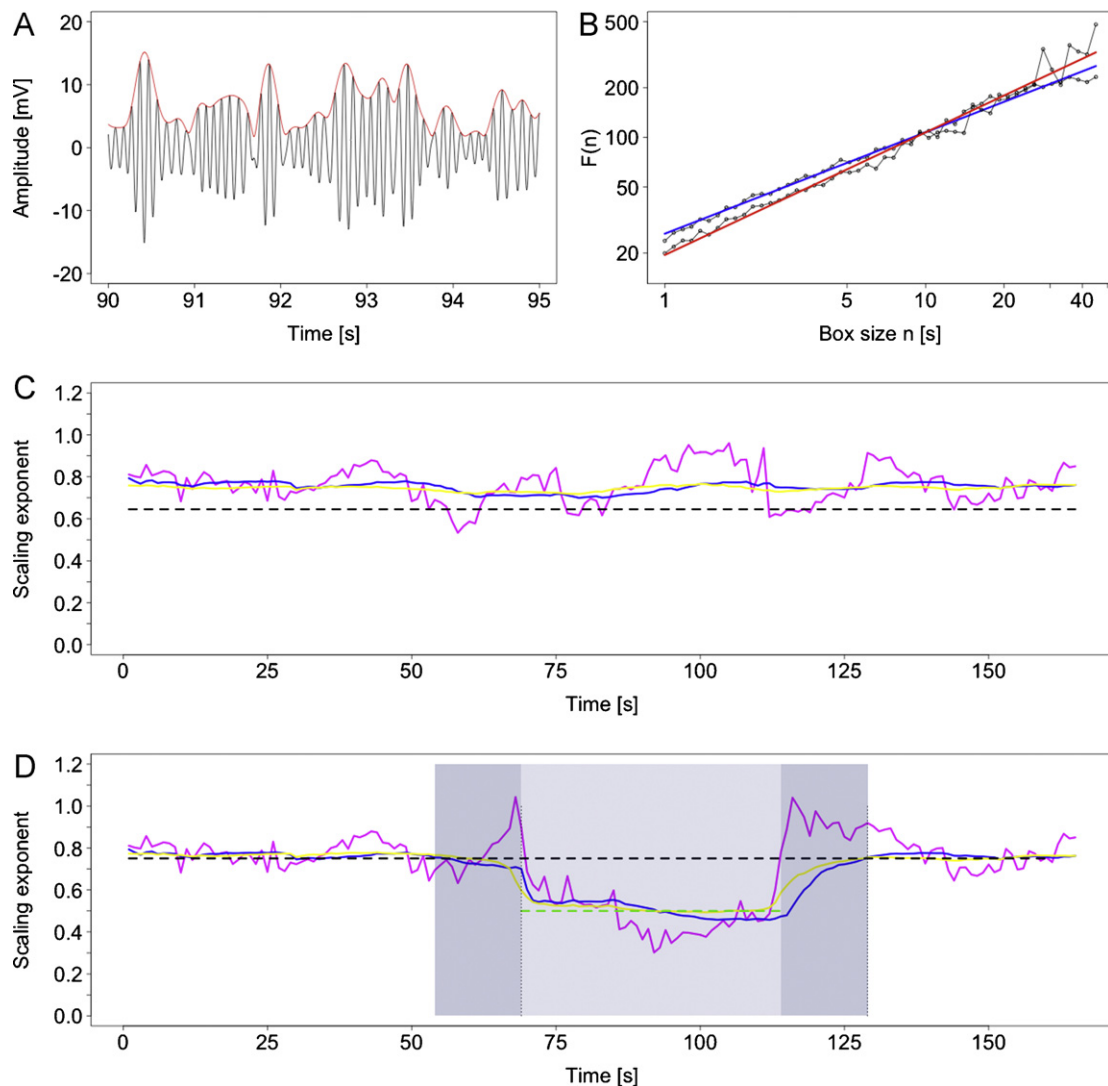 A
Amplitude [mV]
20
10
0
-10
-20
90 91 92 93 94 95
Time [s]
B
F(n)
500
200
100
50
20
1 5 10 20 40
Box size n [s]
C
Scaling exponent
1.2
1.0
0.8
0.6
0.4
0.2
0.0
0 25 50 75 100 125 150
Time [s]
D
Scaling exponent
1.2
1.0
0.8
0.6
0.4
0.2
0.0
0 25 50 75 100 125 150
Time [s]